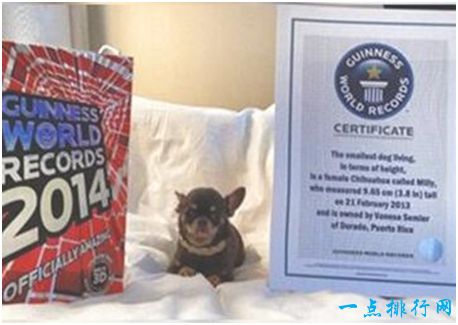 GUINNESS
WORLD
RECORDS
2014
OFFICIALLY AMAZING
GUINNESS
WORLD RECORDS
CERTIFICATE
The smallest dog living,
in terms of height,
is a female Chihuahua called Milly,
who measured 9.65 cm (3.8 in) tall
on 21 February 2013
and is owned by Vanesa Semler
of Dorado, Puerto Rico
GUINNESS WORLD RECORDS
一点排行网